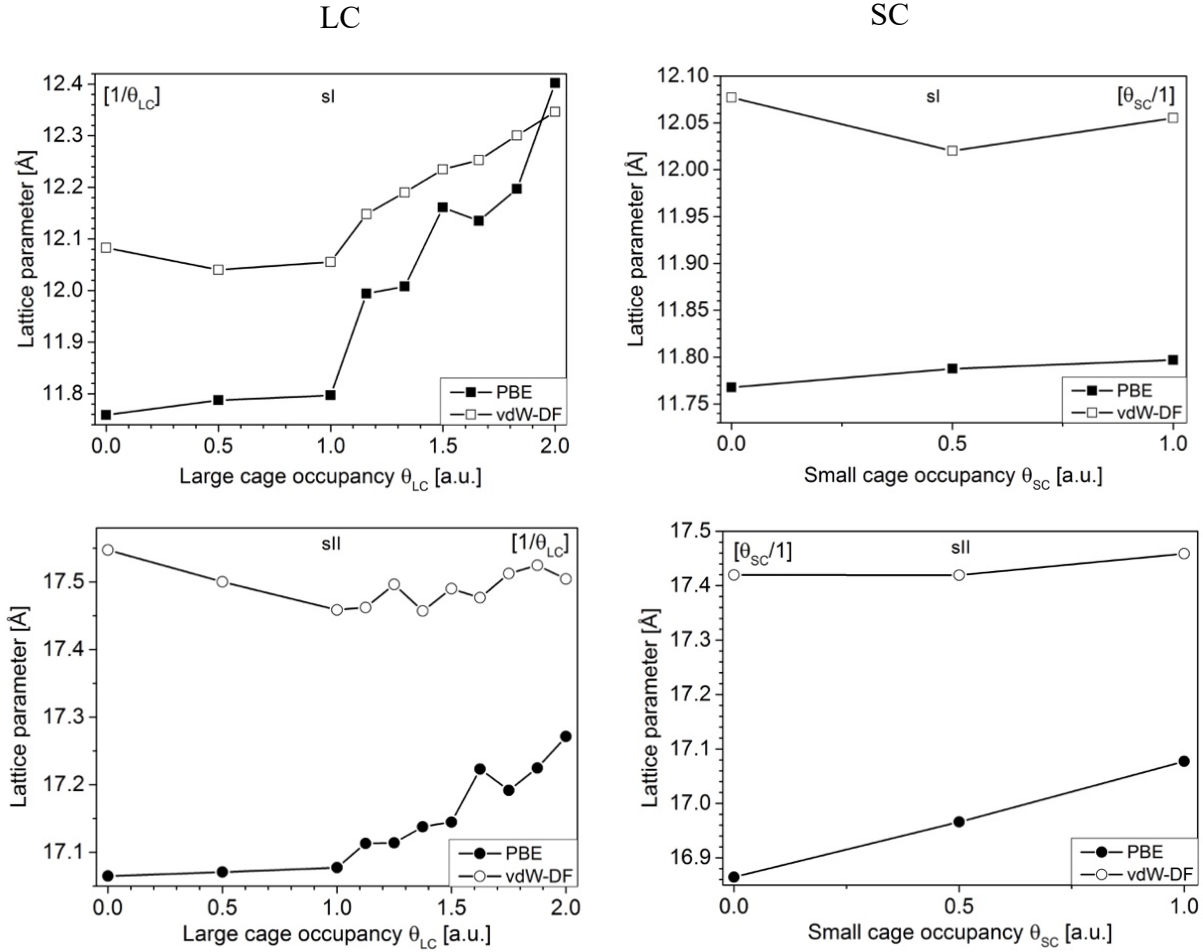 LC
SC
[1/θLC]
sI
12.4
12.3
12.2
12.1
12.0
11.9
11.8
Lattice parameter [Å]
PBE
vdW-DF
0.0 0.5 1.0 1.5 2.0
Large cage occupancy θLC [a.u.]
sI
[θSC/1]
12.10
12.05
12.00
11.95
11.90
11.85
11.80
11.75
Lattice parameter [Å]
PBE
vdW-DF
0.0 0.5 1.0
Small cage occupancy θSC [a.u.]
sII
[1/θLC]
17.5
17.4
17.3
17.2
17.1
Lattice parameter [Å]
PBE
vdW-DF
0.0 0.5 1.0 1.5 2.0
Large cage occupancy θLC [a.u.]
[θSC/1]
sII
17.5
17.4
17.3
17.2
17.1
17.0
16.9
Lattice parameter [Å]
PBE
vdW-DF
0.0 0.5 1.0
Small cage occupancy θSC [a.u.]